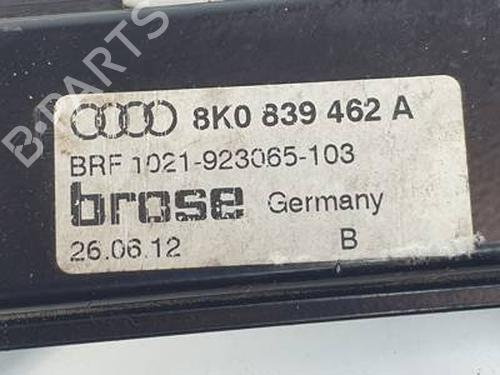 B-PARTS
8K0 839 462 A
BRF 1021-923065-103
brose Germany
26.06.12 B